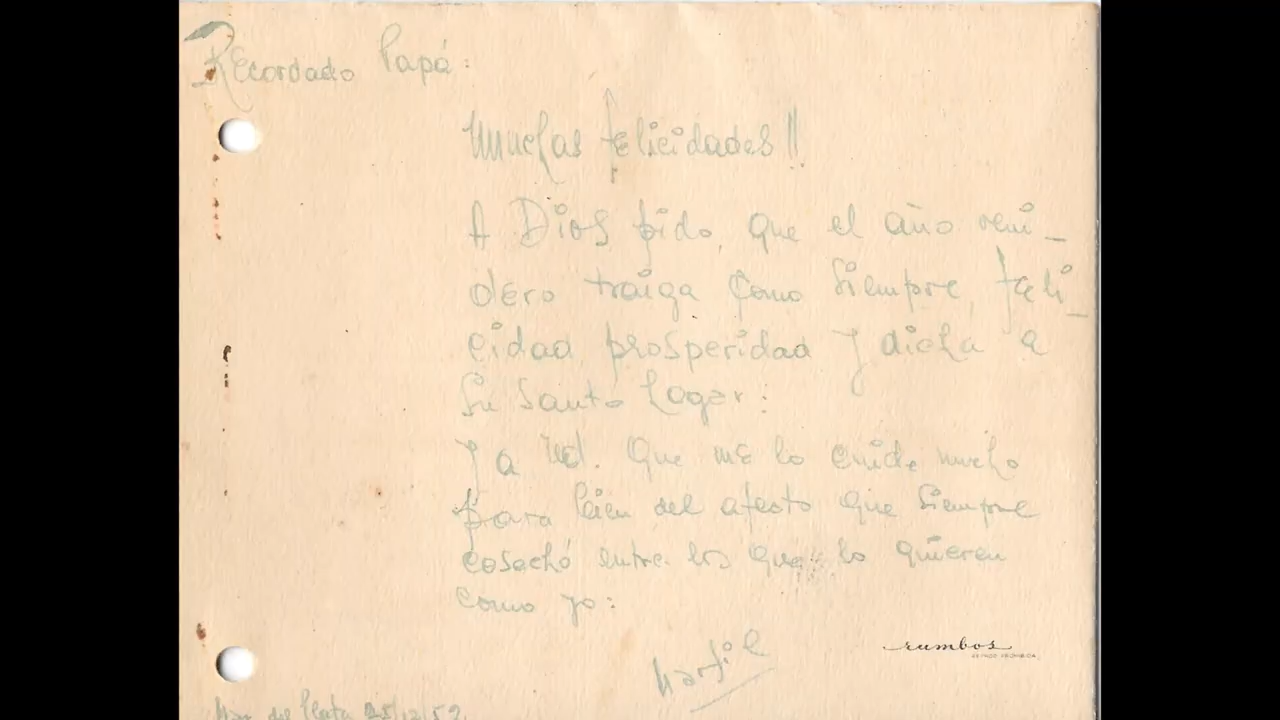 Recordado Papá:
Muchas felicidades!!
A Dios pido, que el año veni_
dero traiga como siempre, feli_
cidad prosperidad y dicha a
su santo hogar:
y a Ud. Que me lo cuide mucho
para bien del afecto que siempre
cosechó entre los que lo quieren
como yo:
rumbos
Mar del Plata 25/12/52